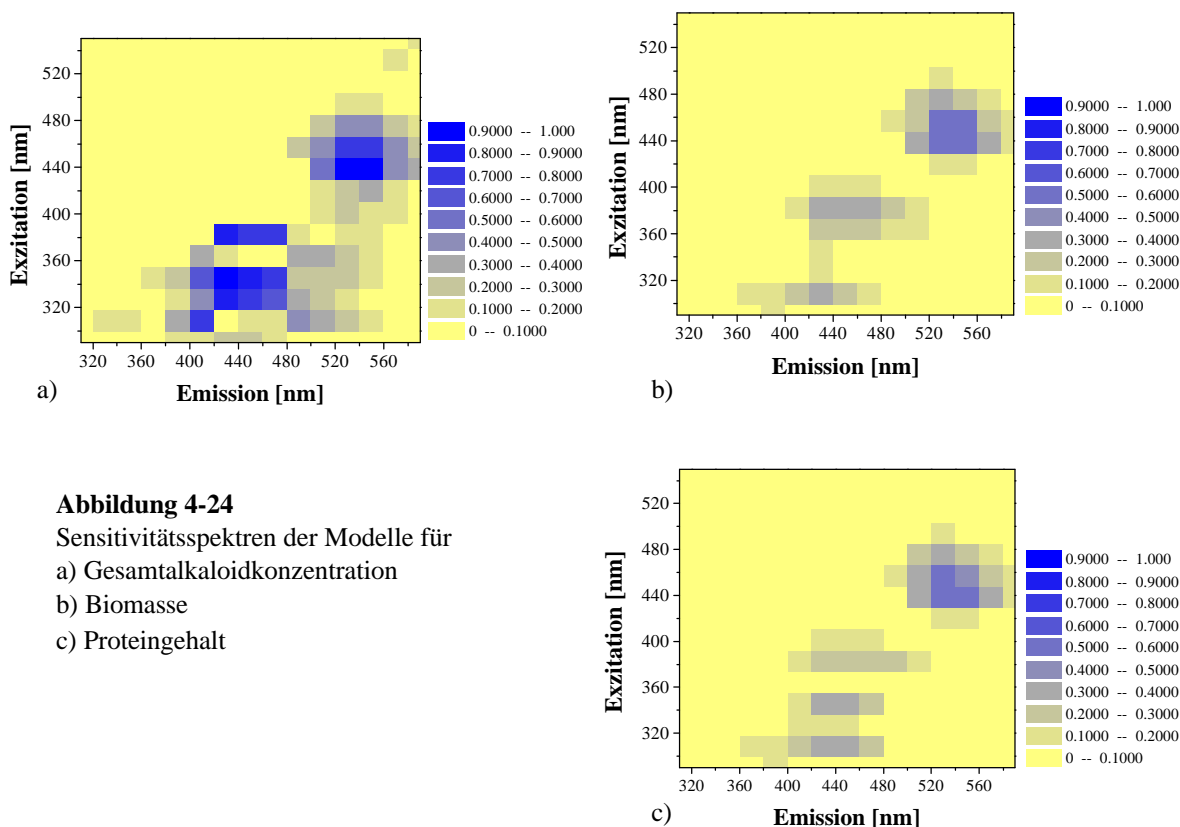 520
480
440
400
360
320
Exzitation [nm]
320 360 400 440 480 520 560
Emission [nm]
0.9000 -- 1.000
0.8000 -- 0.9000
0.7000 -- 0.8000
0.6000 -- 0.7000
0.5000 -- 0.6000
0.4000 -- 0.5000
0.3000 -- 0.4000
0.2000 -- 0.3000
0.1000 -- 0.2000
0 -- 0.1000
a)
520
480
440
400
360
320
Exzitation [nm]
320 360 400 440 480 520 560
Emission [nm]
0.9000 -- 1.000
0.8000 -- 0.9000
0.7000 -- 0.8000
0.6000 -- 0.7000
0.5000 -- 0.6000
0.4000 -- 0.5000
0.3000 -- 0.4000
0.2000 -- 0.3000
0.1000 -- 0.2000
0 -- 0.1000
b)
Abbildung 4-24
Sensitivitätsspektren der Modelle für
a) Gesamtalkaloidkonzentration
b) Biomasse
c) Proteingehalt
520
480
440
400
360
320
Exzitation [nm]
320 360 400 440 480 520 560
Emission [nm]
0.9000 -- 1.000
0.8000 -- 0.9000
0.7000 -- 0.8000
0.6000 -- 0.7000
0.5000 -- 0.6000
0.4000 -- 0.5000
0.3000 -- 0.4000
0.2000 -- 0.3000
0.1000 -- 0.2000
0 -- 0.1000
c)